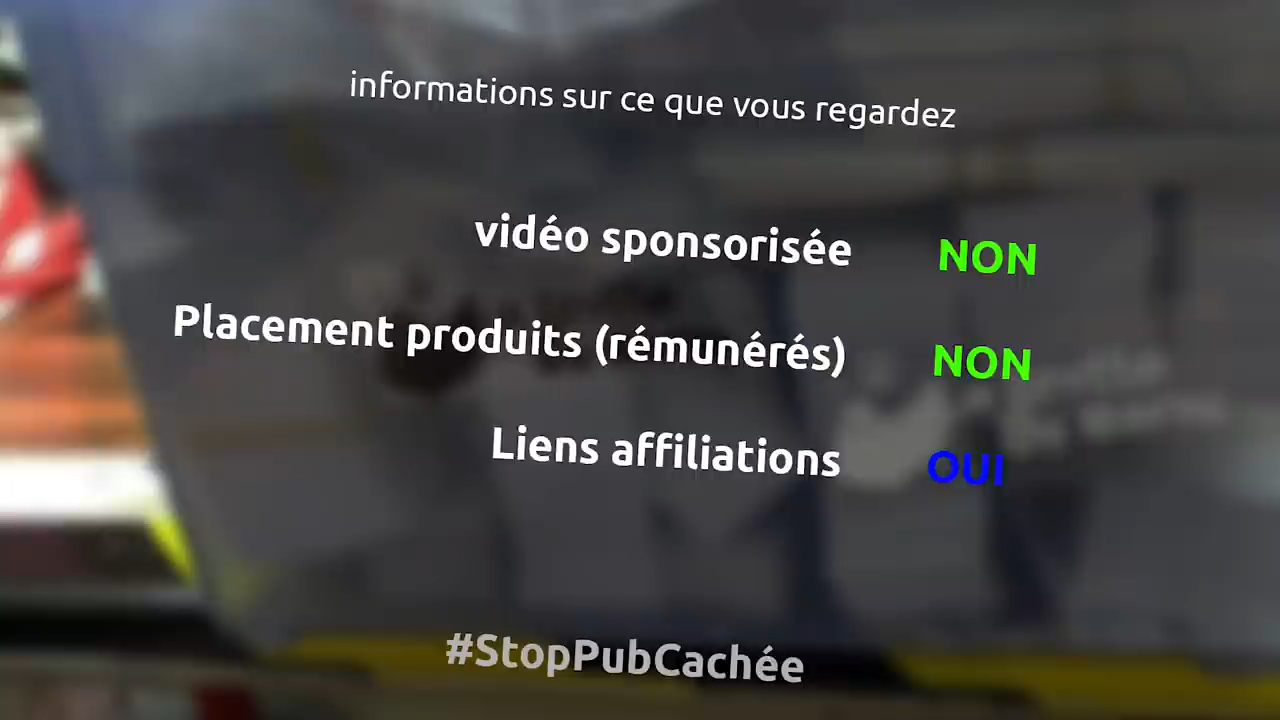 informations sur ce que vous regardez
vidéo sponsorisée NON
Placement produits (rémunérés) NON
Liens affiliations OUI
#StopPubCachée